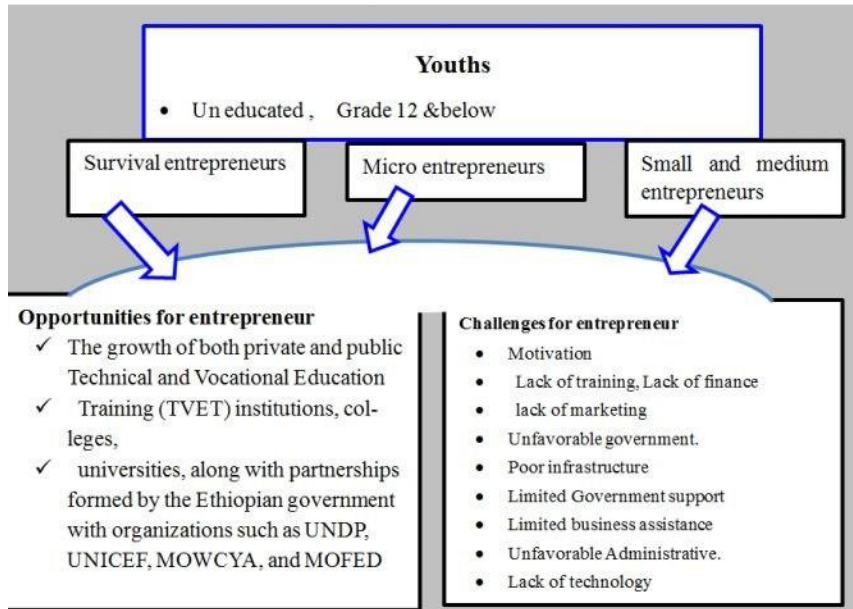 Youths
• Un educated , Grade 12 &below
Survival entrepreneurs
Micro entrepreneurs
Small and medium
entrepreneurs
Opportunities for entrepreneur
✓ The growth of both private and public
Technical and Vocational Education
✓ Training (TVET) institutions, col-
leges,
✓ universities, along with partnerships
formed by the Ethiopian government
with organizations such as UNDP,
UNICEF, MOWCYA, and MOFED
Challenges for entrepreneur
• Motivation
• Lack of training, Lack of finance
• lack of marketing
• Unfavorable government.
• Poor infrastructure
• Limited Government support
• Limited business assistance
• Unfavorable Administrative.
• Lack of technology